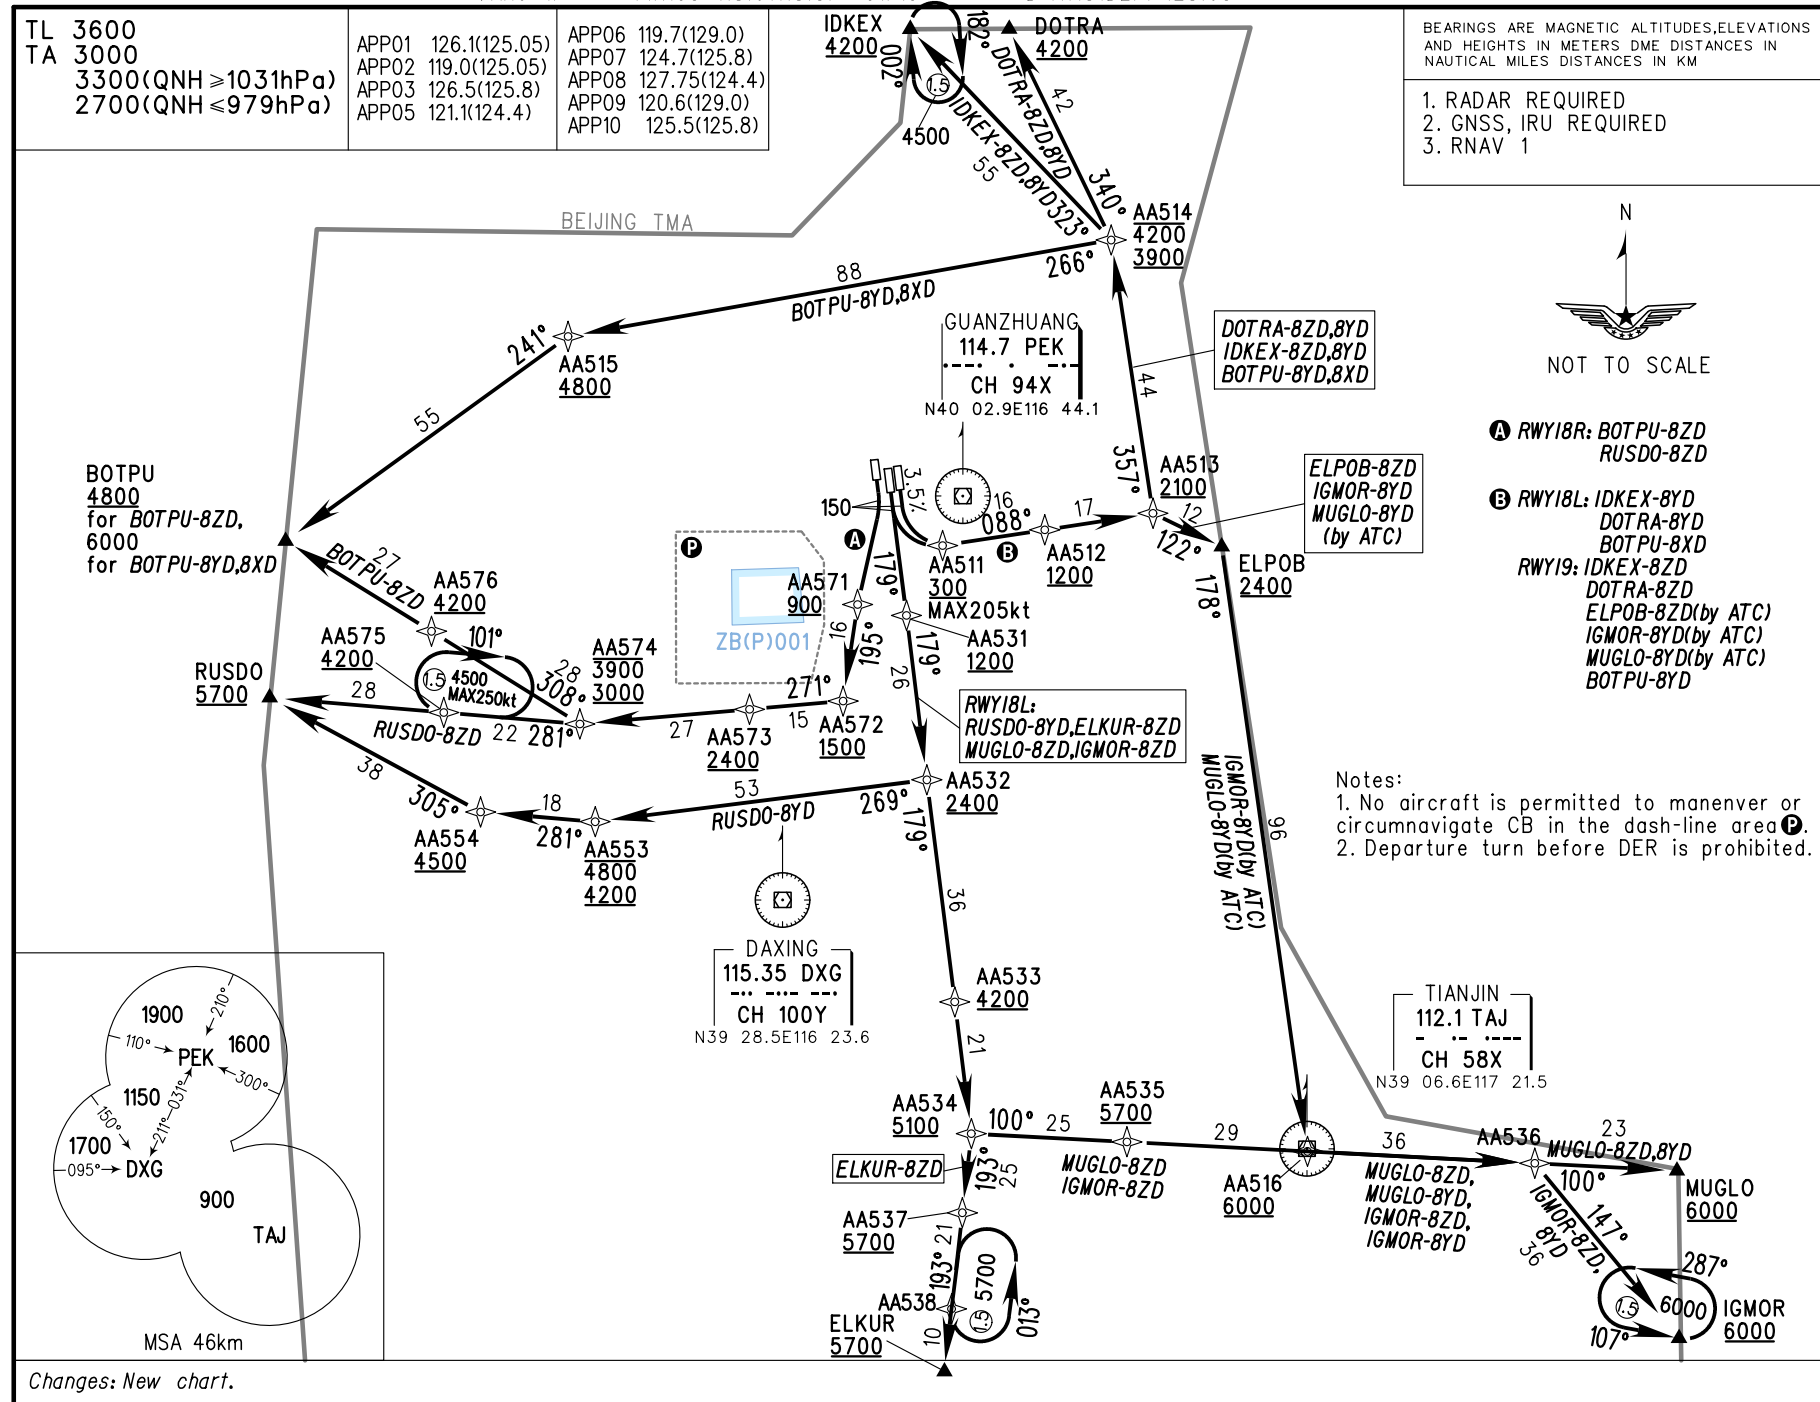 TL 3600
TA 3000
3300(QNH ≥1031hPa)
2700(QNH ≤979hPa)
APP01 126.1(125.05)
APP02 119.0(125.05)
APP03 126.5(125.8)
APP05 121.1(124.4)
APP06 119.7(129.0)
APP07 124.7(125.8)
APP08 127.75(124.4)
APP09 120.6(129.0)
APP10 125.5(125.8)
BEARINGS ARE MAGNETIC ALTITUDES,ELEVATIONS
AND HEIGHTS IN METERS DME DISTANCES IN
NAUTICAL MILES DISTANCES IN KM
1. RADAR REQUIRED
2. GNSS, IRU REQUIRED
3. RNAV 1
IDKEX
4200
182°
002°
1.5
4500
DOTRA
4200
DOTRA-8ZD,8YD
42
340°
IDKEX-8ZD,8YD
55
323°
BEIJING TMA
AA514
4200
3900
266°
88
BOTPU-8YD,8XD
N
NOT TO SCALE
GUANZHUANG
114.7 PEK
CH 94X
N40 02.9E116 44.1
DOTRA-8ZD,8YD
IDKEX-8ZD,8YD
BOTPU-8YD,8XD
44
357°
241°
AA515
4800
55
A RWY18R: BOTPU-8ZD
RUSDO-8ZD
B RWY18L: IDKEX-8YD
DOTRA-8YD
BOTPU-8XD
RWY19: IDKEX-8ZD
DOTRA-8ZD
ELPOB-8ZD(by ATC)
IGMOR-8YD(by ATC)
MUGLO-8YD(by ATC)
BOTPU-8YD
BOTPU
4800
for BOTPU-8ZD,
6000
for BOTPU-8YD,8XD
3.5%
150
16
088°
17
AA513
2100
12
122°
ELPOB-8ZD
IGMOR-8YD
MUGLO-8YD
(by ATC)
A
B
P
179°
AA511
300
MAX205kt
AA512
1200
ELPOB
2400
178°
27
BOTPU-8ZD
AA576
4200
AA571
900
ZB(P)001
16
195°
179°
26
AA531
1200
AA575
4200
101°
1.5
4500
MAX250kt
28
308°
AA574
3900
3000
RUSDO
5700
28
RUSDO-8ZD
22
281°
27
271°
15
AA573
2400
AA572
1500
RWY18L:
RUSDO-8YD,ELKUR-8ZD
MUGLO-8ZD,IGMOR-8ZD
38
305°
18
281°
AA554
4500
AA553
4800
4200
53
RUSDO-8YD
269°
179°
AA532
2400
IGMOR-8YD(by ATC)
MUGLO-8YD(by ATC)
96
Notes:
1. No aircraft is permitted to manenver or
circumnavigate CB in the dash-line area P.
2. Departure turn before DER is prohibited.
36
DAXING
115.35 DXG
CH 100Y
N39 28.5E116 23.6
AA533
4200
21
TIANJIN
112.1 TAJ
CH 58X
N39 06.6E117 21.5
1900
210°
110°
PEK
1600
300°
1150
031°
211°
150°
1700
095°
DXG
900
TAJ
MSA 46km
AA534
5100
100°
25
AA535
5700
29
MUGLO-8ZD
IGMOR-8ZD
AA516
6000
36
MUGLO-8ZD,
MUGLO-8YD,
IGMOR-8ZD,
IGMOR-8YD
AA536
23
MUGLO-8ZD,8YD
100°
MUGLO
6000
147°
IGMOR-8ZD,
8YD
36
287°
1.5
6000
107°
IGMOR
6000
ELKUR-8ZD
193°
25
AA537
5700
21
193°
AA538
1.5
5700
013°
ELKUR
5700
10
Changes: New chart.